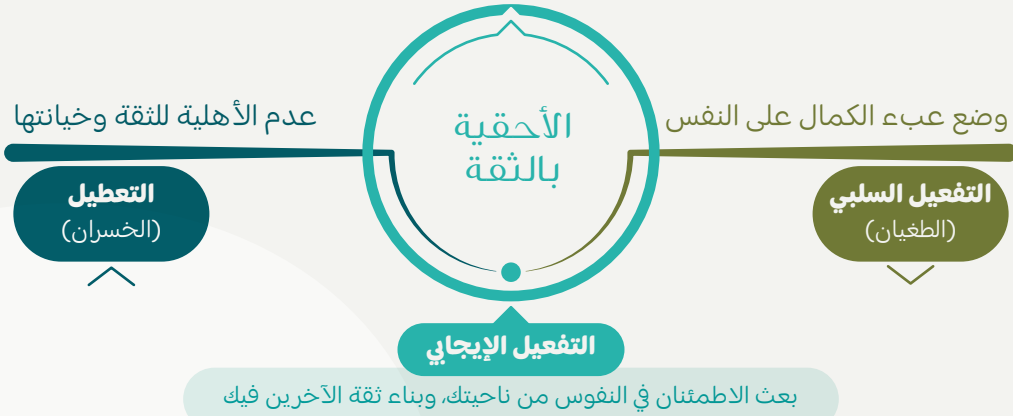 وضع عبء الكمال على النفس
التفعيل السلبي
(الطغيان)
الأحقية
بالثقة
عدم الأهلية للثقة وخيانتها
التعطيل
(الخسران)
التفعيل الإيجابي
بعث الاطمئنان في النفوس من ناحيتك، وبناء ثقة الآخرين فيك